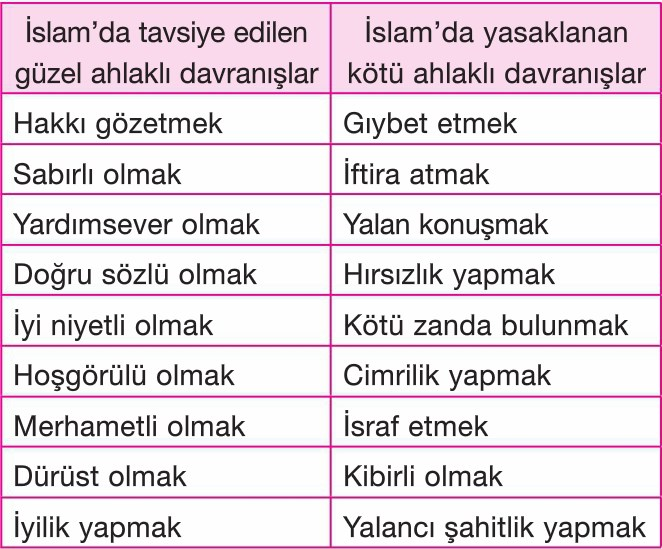 İslam’da tavsiye edilen
güzel ahlaklı davranışlar
İslam’da yasaklanan
kötü ahlaklı davranışlar
Hakkı gözetmek
Gıybet etmek
Sabırlı olmak
İftira atmak
Yardımsever olmak
Yalan konuşmak
Doğru sözlü olmak
Hırsızlık yapmak
İyi niyetli olmak
Kötü zanda bulunmak
Hoşgörülü olmak
Cimrilik yapmak
Merhametli olmak
İsraf etmek
Dürüst olmak
Kibirli olmak
İyilik yapmak
Yalancı şahitlik yapmak